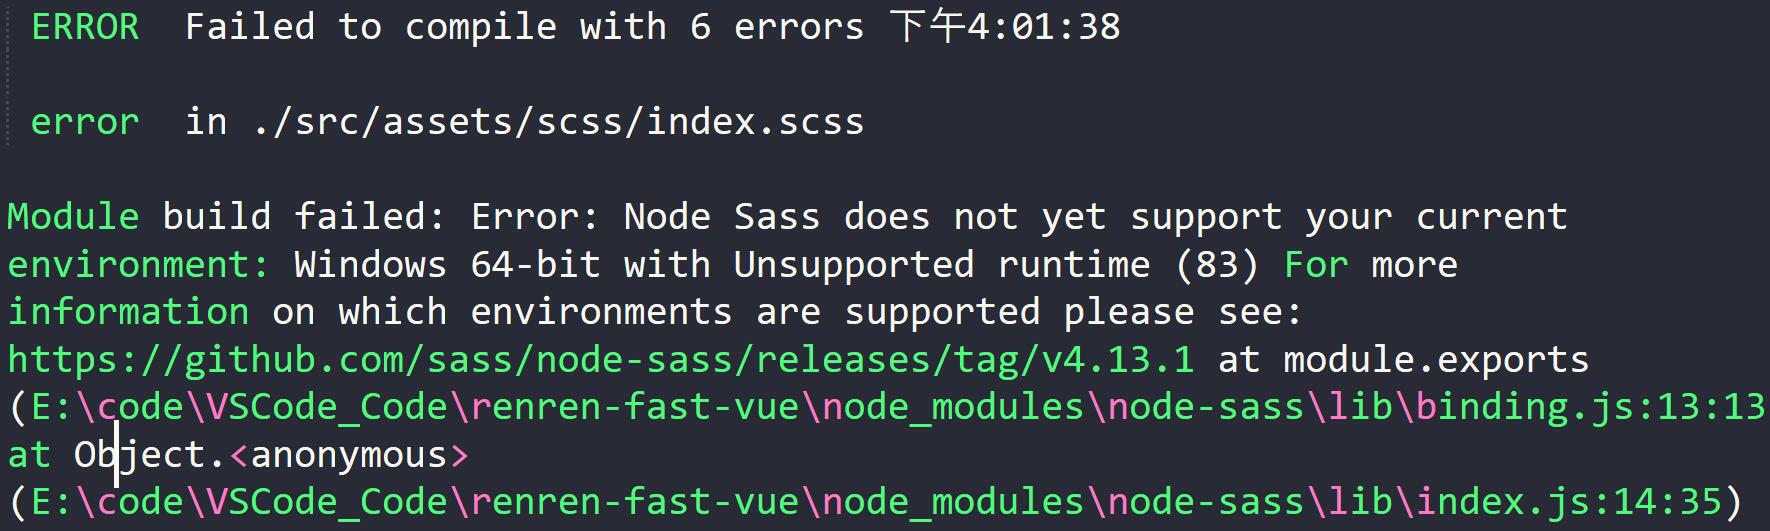 ERROR  Failed to compile with 6 errors 下午4:01:38
error  in ./src/assets/scss/index.scss
Module build failed: Error: Node Sass does not yet support your current
environment: Windows 64-bit with Unsupported runtime (83) For more
information on which environments are supported please see:
https://github.com/sass/node-sass/releases/tag/v4.13.1 at module.exports
(E:\code\VSCode_Code\renren-fast-vue\node_modules\node-sass\lib\binding.js:13:13
at Object.<anonymous>
(E:\code\VSCode_Code\renren-fast-vue\node_modules\node-sass\lib\index.js:14:35)